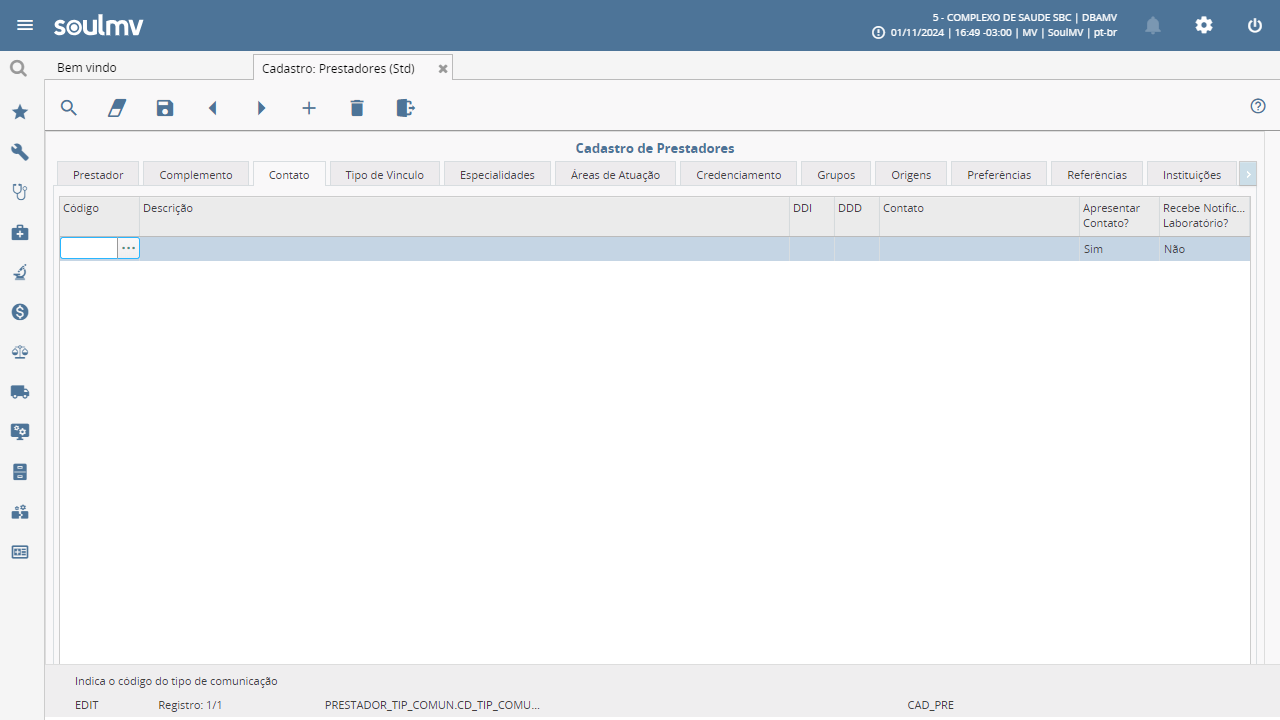 soulmv
5 - COMPLEXO DE SAUDE SBC | DBAMV
01/11/2024 | 16:49 -03:00 | MV | SoulMV | pt-br
Bem vindo
Cadastro: Prestadores (Std)
Cadastro de Prestadores
Prestador Complemento Contato Tipo de Vinculo Especialidades Áreas de Atuação Credenciamento Grupos Origens Preferências Referências Instituições
Código Descrição DDI DDD Contato Apresentar Contato? Recebe Notific... Laboratório?
Sim Não
Indica o código do tipo de comunicação
EDIT Registro: 1/1 PRESTADOR_TIP_COMUN.CD_TIP_COMU... CAD_PRE